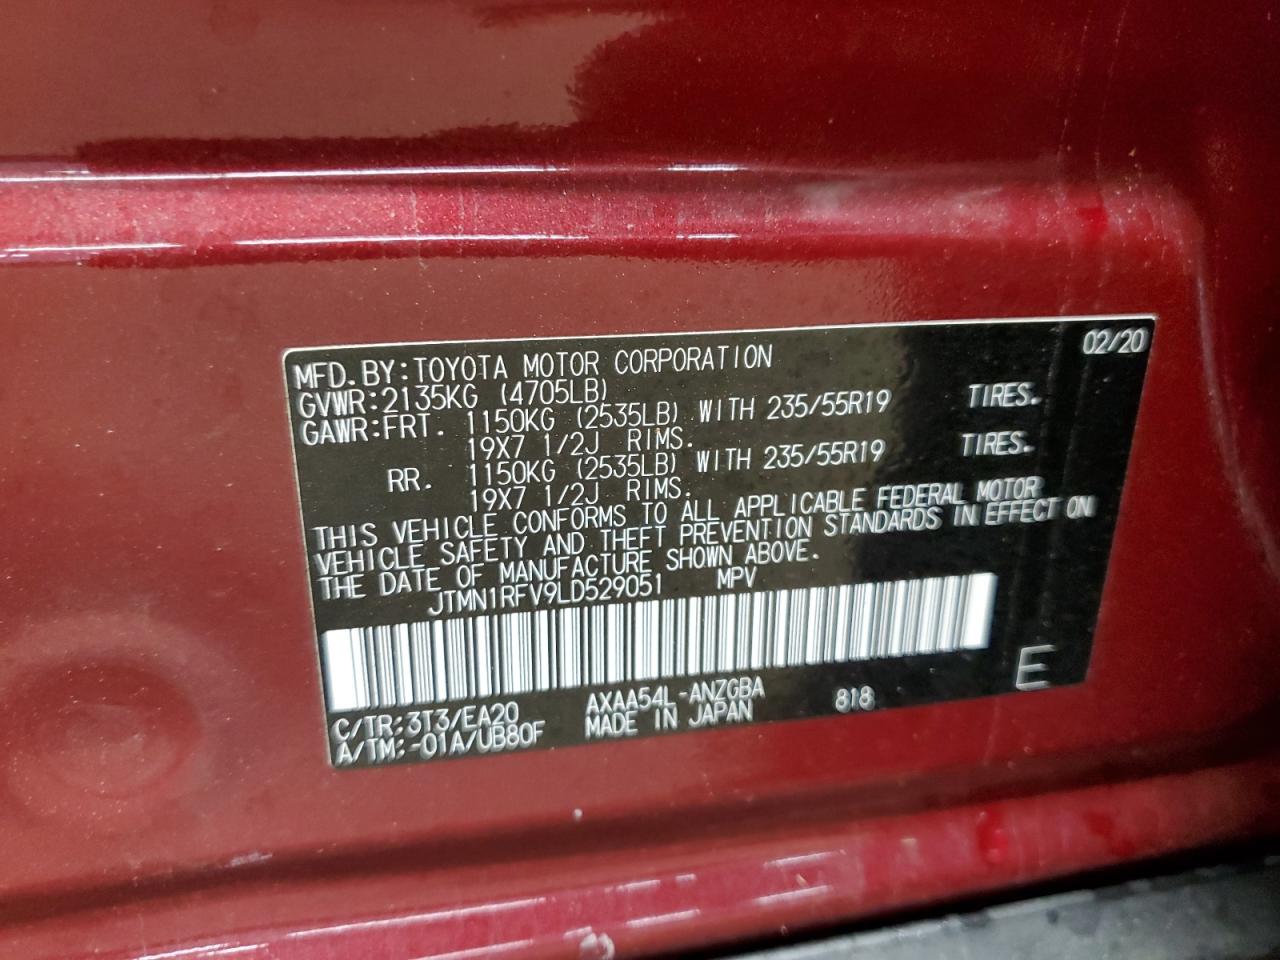 02/20
MFD. BY: TOYOTA MOTOR CORPORATION
GVWR: 2135KG (4705LB)
GAWR: FRT. 1150KG (2535LB) WITH 235/55R19 TIRES.
19X7 1/2J RIMS.
RR. 1150KG (2535LB) WITH 235/55R19 TIRES.
19X7 1/2J RIMS.
THIS VEHICLE CONFORMS TO ALL APPLICABLE FEDERAL MOTOR
VEHICLE SAFETY AND THEFT PREVENTION STANDARDS IN EFFECT ON
THE DATE OF MANUFACTURE SHOWN ABOVE.
JTMN1RFV9LD529051 MPV
C/TR: 3T3/EA20 AXAA54L-ANZGBA 818 E
A/TM: -01A/UB80F MADE IN JAPAN